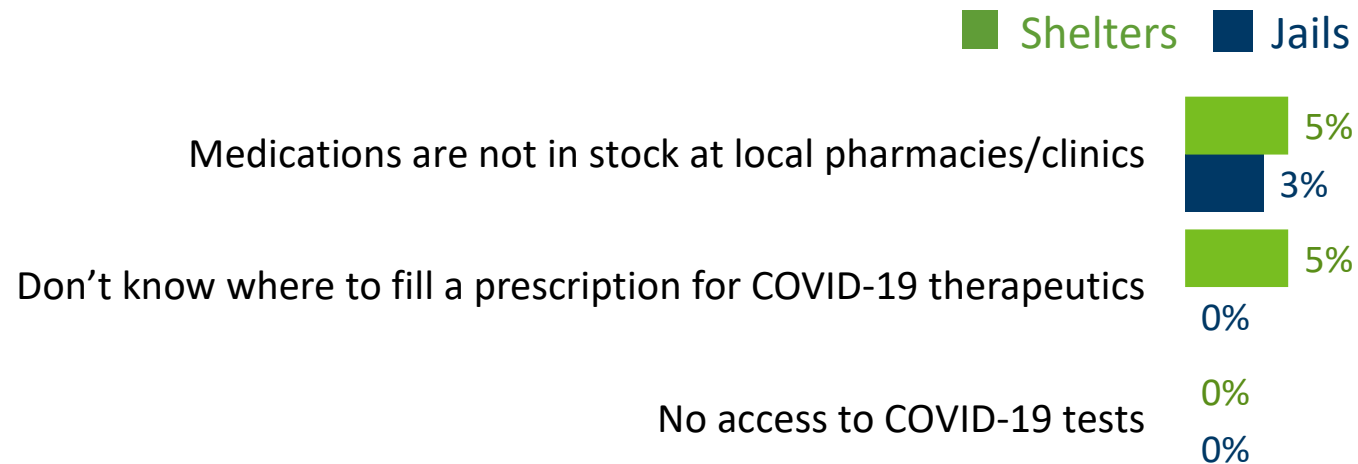 Shelters Jails
Medications are not in stock at local pharmacies/clinics
5%
3%
Don’t know where to fill a prescription for COVID-19 therapeutics
5%
0%
No access to COVID-19 tests
0%
0%